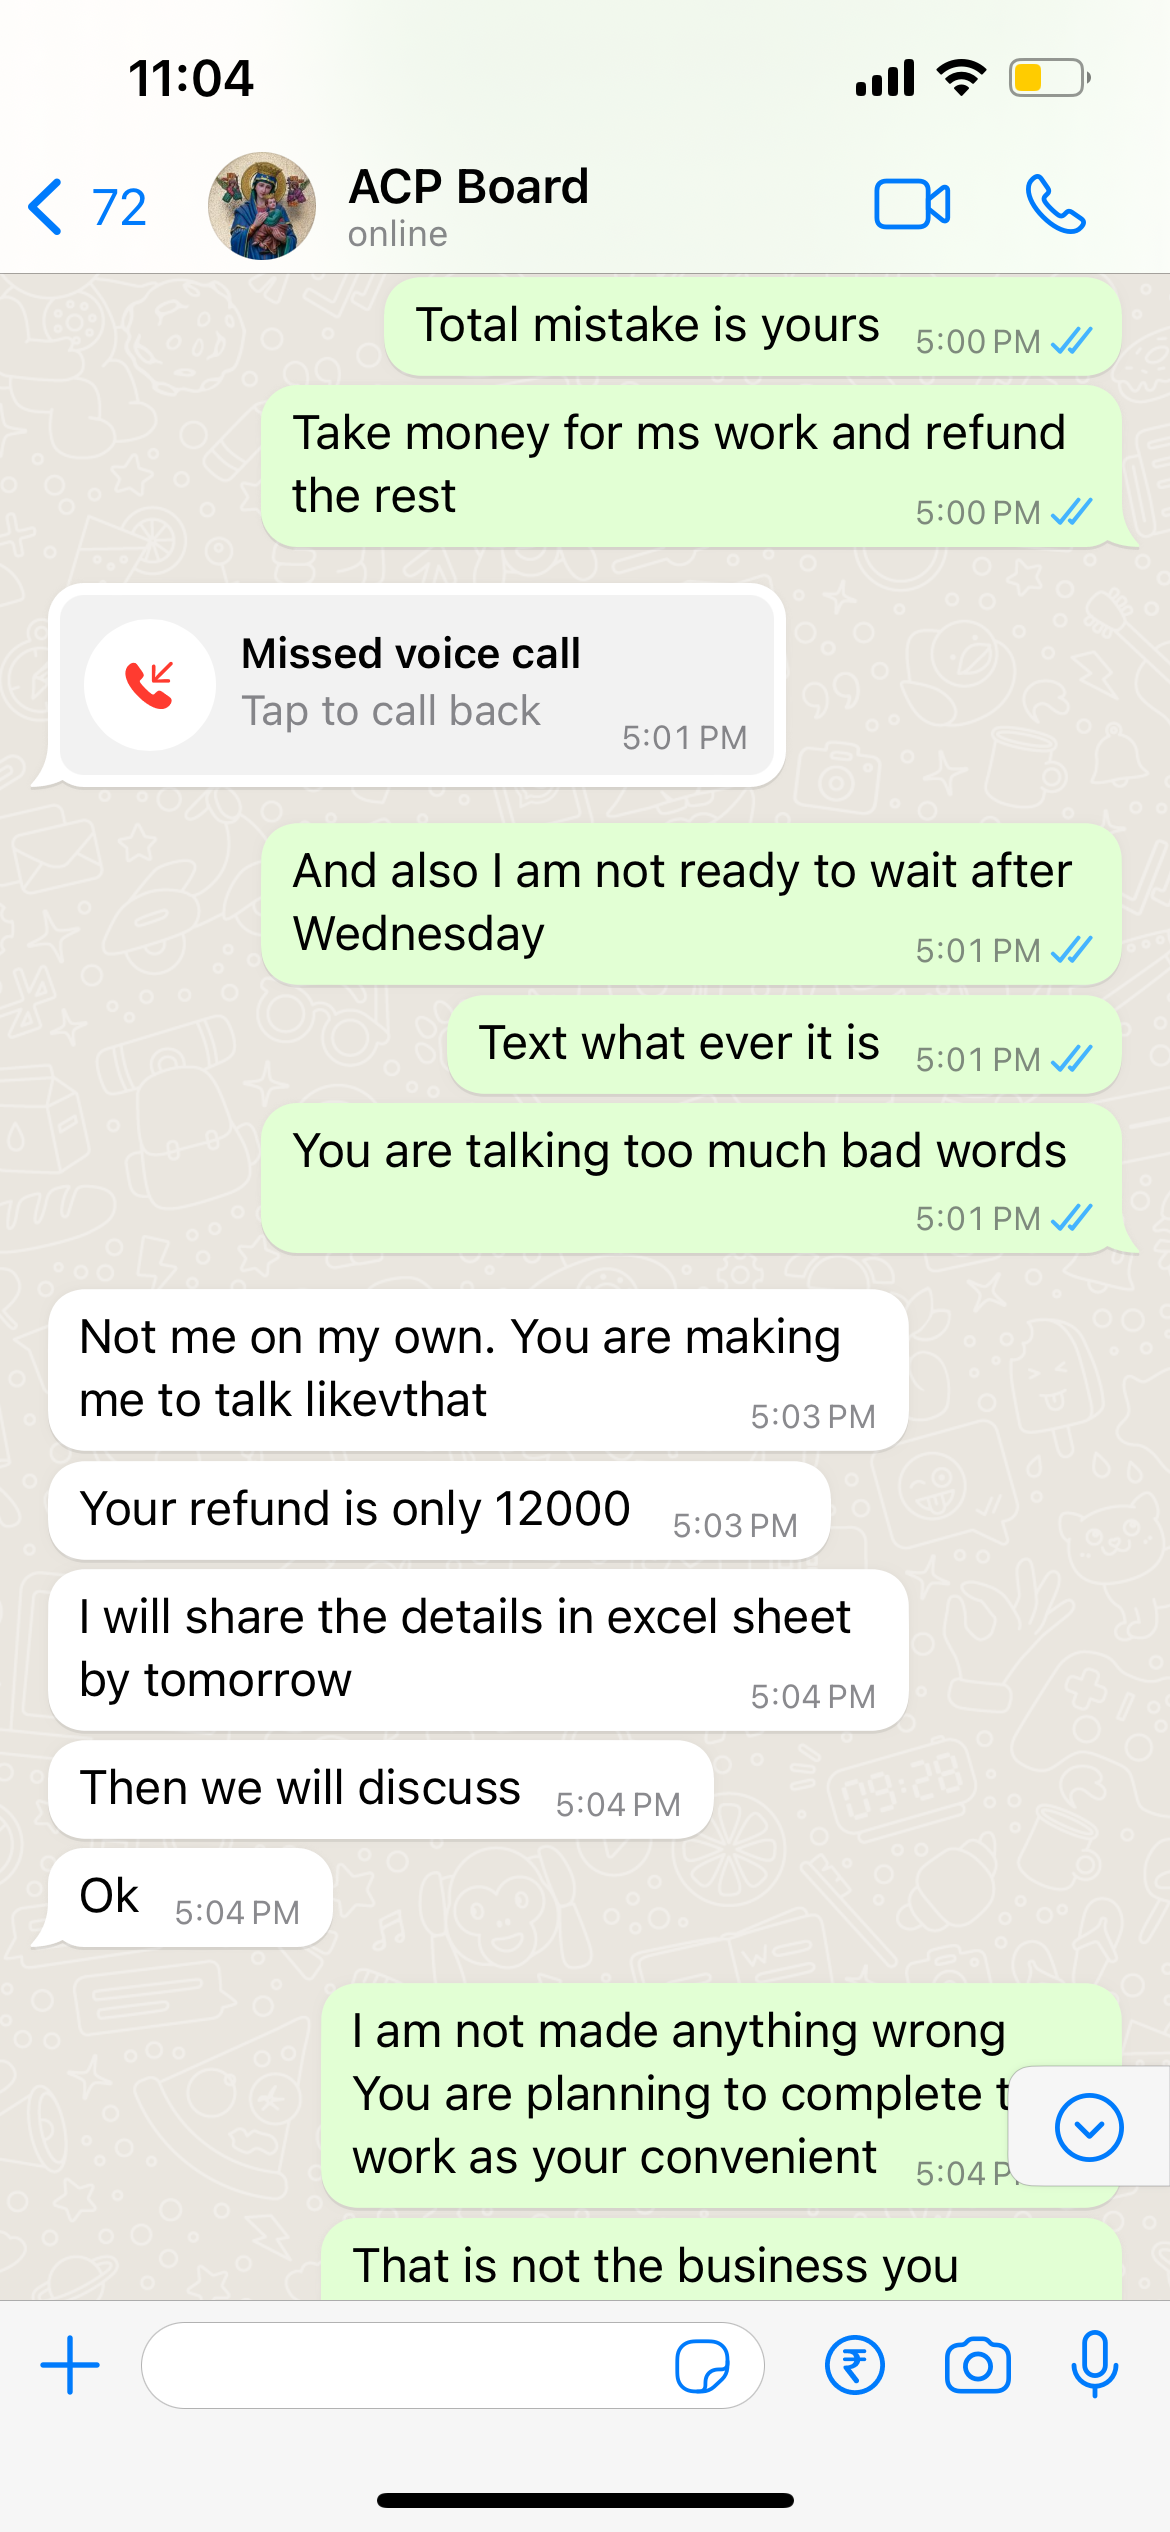 11:04
72
ACP Board
online
Total mistake is yours
5:00 PM
Take money for ms work and refund
the rest
5:00 PM
Missed voice call
Tap to call back
5:01 PM
And also I am not ready to wait after
Wednesday
5:01 PM
Text what ever it is
5:01 PM
You are talking too much bad words
5:01 PM
Not me on my own. You are making
me to talk likevthat
5:03 PM
Your refund is only 12000
5:03 PM
I will share the details in excel sheet
by tomorrow
5:04 PM
Then we will discuss
5:04 PM
Ok
5:04 PM
I am not made anything wrong
You are planning to complete
work as your convenient
5:04
That is not the business you